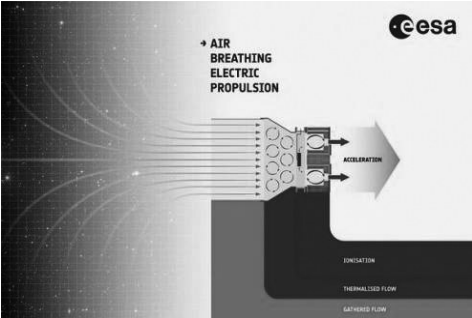 esa
→ AIR
BREATHING
ELECTRIC
PROPULSION
ACCELERATION
IONISATION
THERMALISED FLOW
GATHERED FLOW